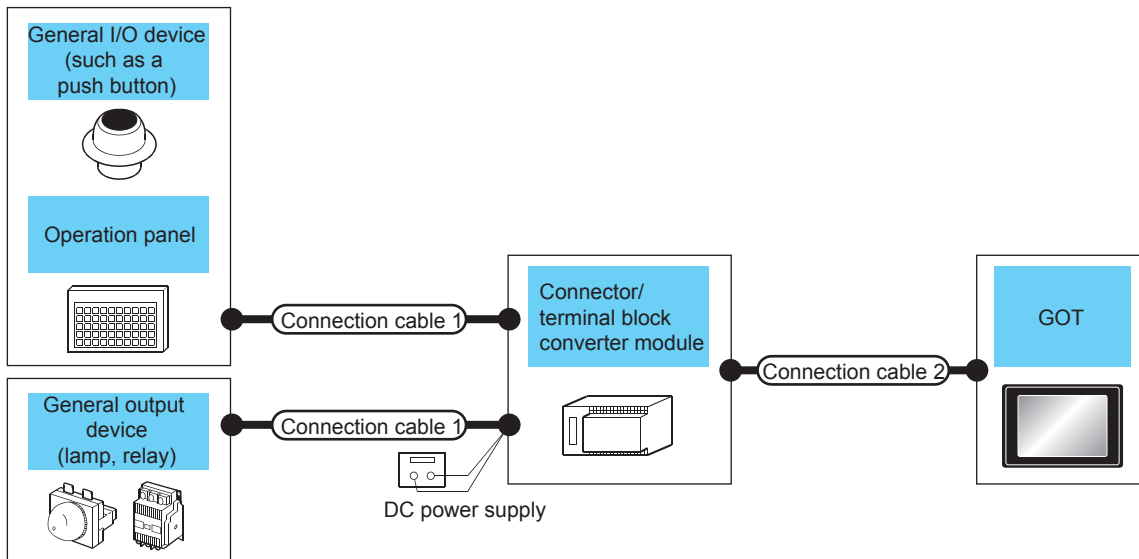 General I/O device
(such as a
push button)
Operation panel
Connection cable 1
General output
device
(lamp, relay)
Connection cable 1
DC power supply
Connector/
terminal block
converter module
Connection cable 2
GOT